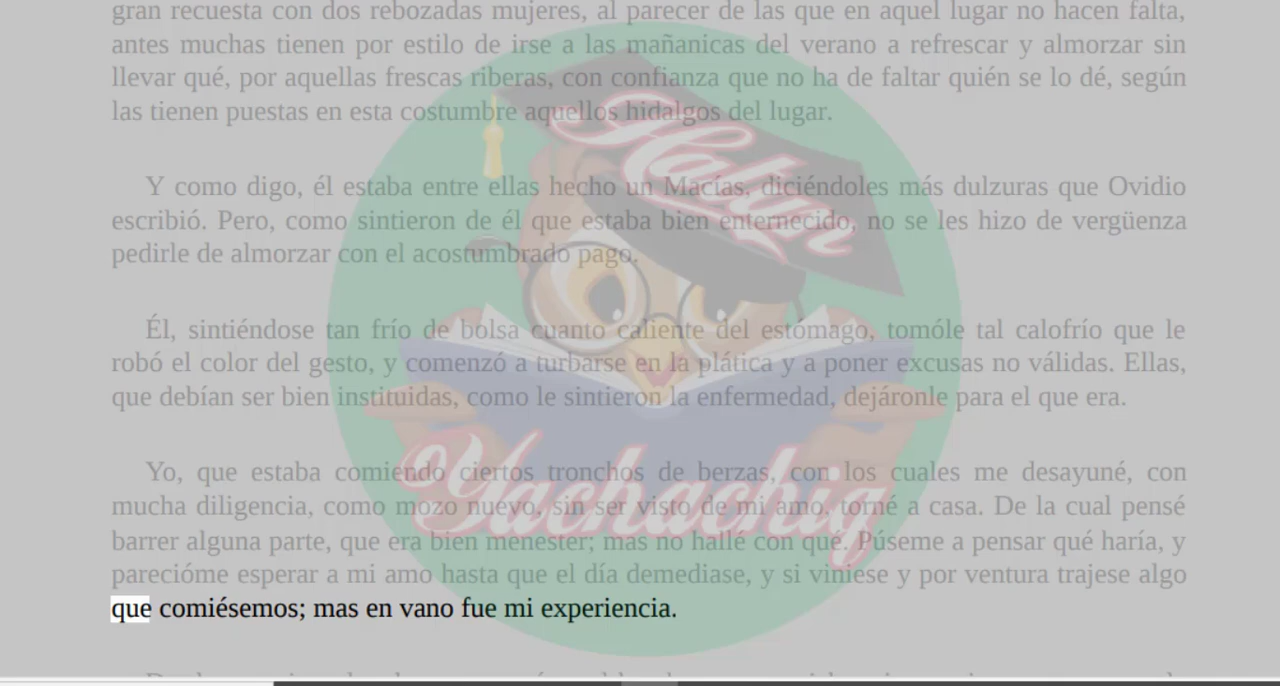 gran recuesta con dos rebozadas mujeres, al parecer de las que en aquel lugar no hacen falta,
antes muchas tienen por estilo de irse a las mañanicas del verano a refrescar y almorzar sin
llevar qué, por aquellas frescas riberas, con confianza que no ha de faltar quién se lo dé, según
las tienen puestas en esta costumbre aquellos hidalgos del lugar.
Hatun
Y como digo, él estaba entre ellas hecho un Macías, diciéndoles más dulzuras que Ovidio
escribió. Pero, como sintieron de él que estaba bien enternecido, no se les hizo de vergüenza
pedirle de almorzar con el acostumbrado pago.
Él, sintiéndose tan frío de bolsa cuanto caliente del estómago, tomóle tal calofrío que le
robó el color del gesto, y comenzó a turbarse en la plática y a poner excusas no válidas. Ellas,
que debían ser bien instituidas, como le sintieron la enfermedad, dejáronle para el que era.
Yachachiq
Yo, que estaba comiendo ciertos tronchos de berzas, con los cuales me desayuné, con
mucha diligencia, como mozo nuevo, sin ser visto de mi amo, torné a casa. De la cual pensé
barrer alguna parte, que era bien menester; mas no hallé con qué. Púseme a pensar qué haría, y
parecióme esperar a mi amo hasta que el día demediase, y si viniese y por ventura trajese algo
que comiésemos; mas en vano fue mi experiencia.